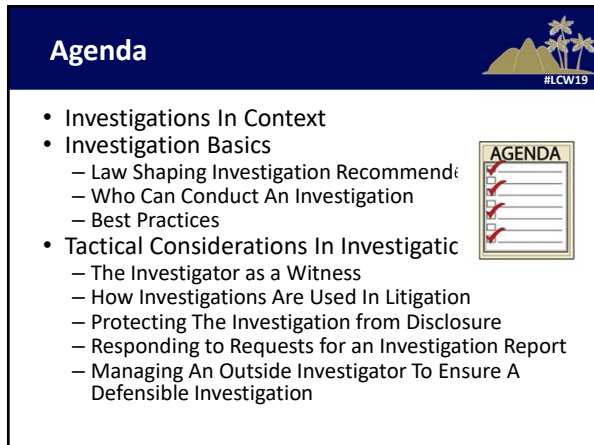 Agenda
#LCW19
• Investigations In Context
• Investigation Basics
– Law Shaping Investigation
– Who Can Conduct An Investigation
– Best Practices
AGENDA
• Tactical Considerations In
– The Investigator as a Witness
– How Investigations Are Used In Litigation
– Protecting The Investigation from Disclosure
– Responding to Requests for an Investigation Report
– Managing An Outside Investigator To Ensure A
Defensible Investigation